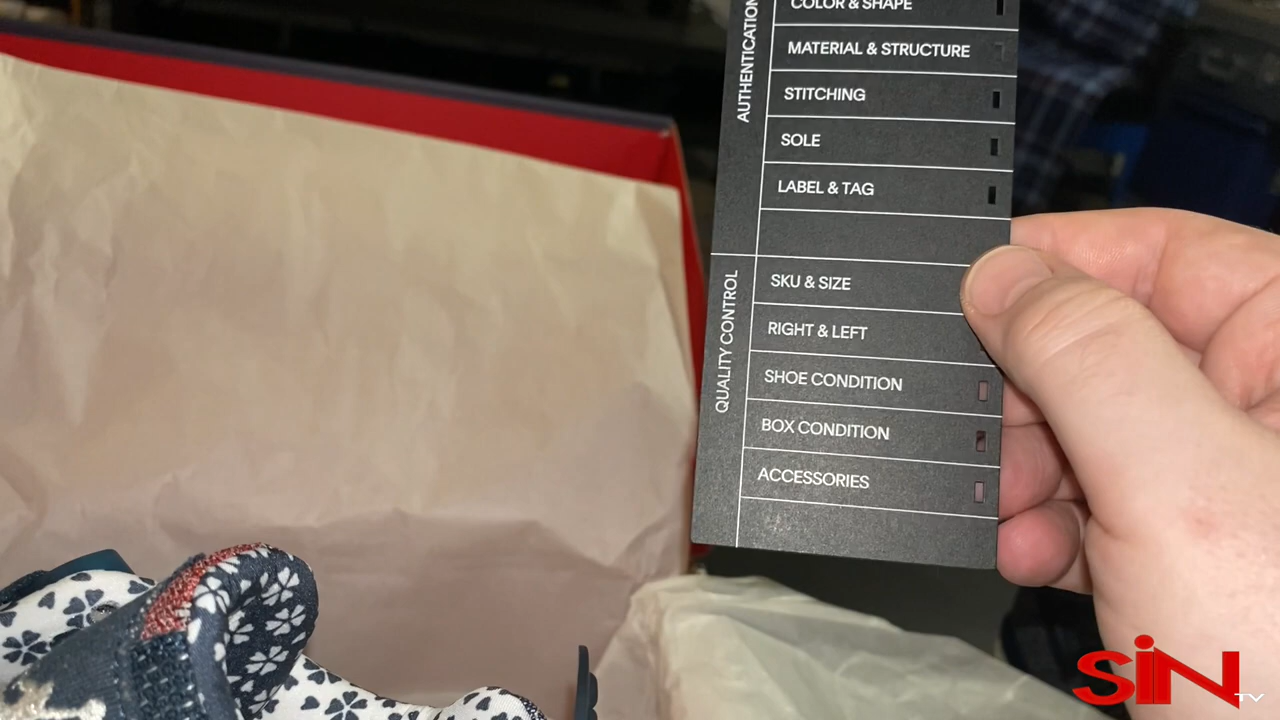 AUTHENTICATION
COLOR & SHAPE
MATERIAL & STRUCTURE
STITCHING
SOLE
LABEL & TAG
QUALITY CONTROL
SKU & SIZE
RIGHT & LEFT
SHOE CONDITION
BOX CONDITION
ACCESSORIES
SiN TV